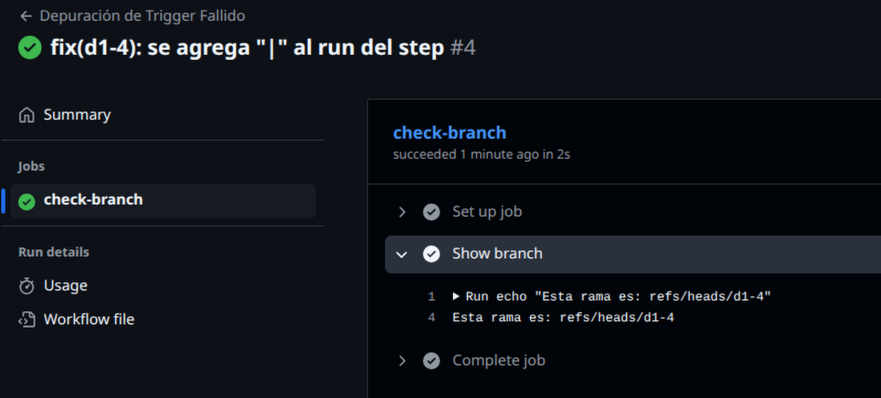 ← Depuración de Trigger Fallido
fix(d1-4): se agrega "|" al run del step #4
Summary
Jobs
check-branch
Run details
Usage
Workflow file
check-branch
succeeded 1 minute ago in 2s
Set up job
Show branch
1 ▶ Run echo "Esta rama es: refs/heads/d1-4"
4 Esta rama es: refs/heads/d1-4
Complete job